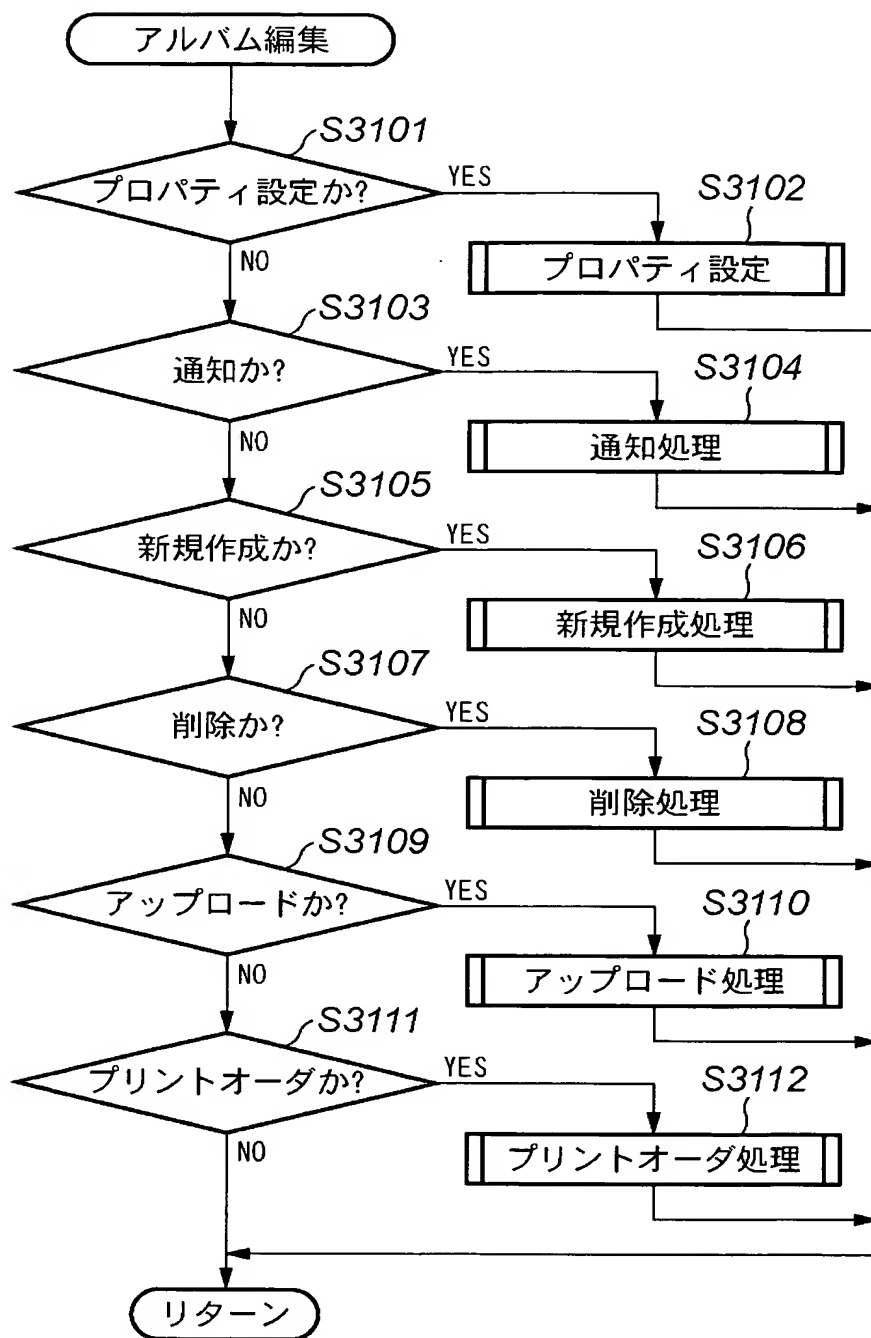 アルバム編集
S3101
プロパティ設定か?
YES
S3102
プロパティ設定
NO
S3103
通知か?
YES
S3104
通知処理
NO
S3105
新規作成か?
YES
S3106
新規作成処理
NO
S3107
削除か?
YES
S3108
削除処理
NO
S3109
アップロードか?
YES
S3110
アップロード処理
NO
S3111
プリントオーダか?
YES
S3112
プリントオーダ処理
NO
リターン